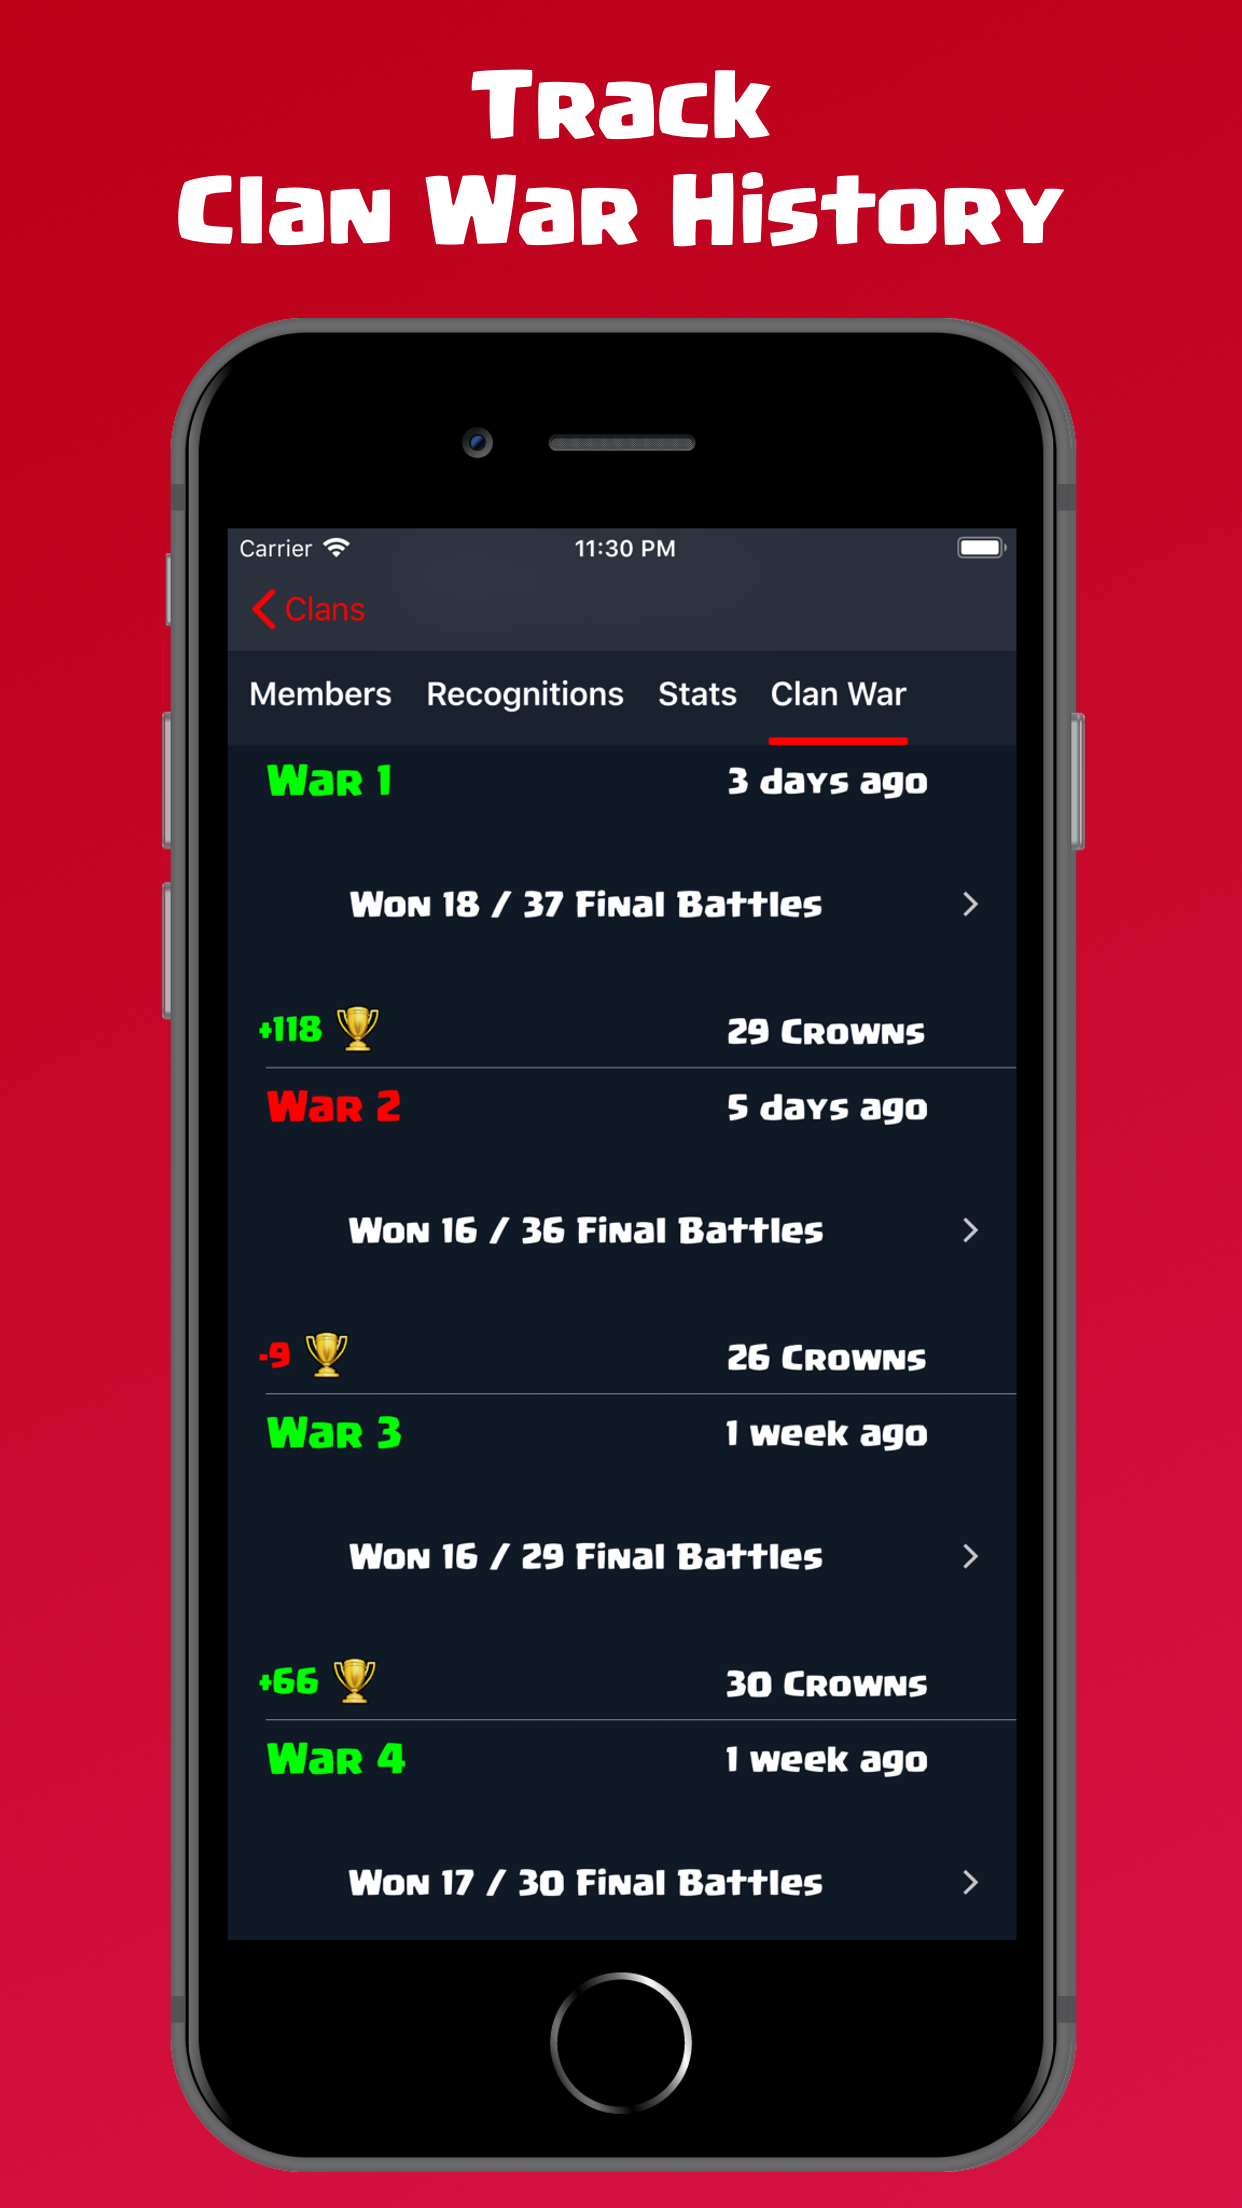 Track
Clan War History
Carrier 11:30 PM
Clans
Members Recognitions Stats Clan War
War 1 3 days ago
Won 18 / 37 Final Battles
+118 29 Crowns
War 2 5 days ago
Won 16 / 36 Final Battles
-9 26 Crowns
War 3 1 week ago
Won 16 / 29 Final Battles
+66 30 Crowns
War 4 1 week ago
Won 17 / 30 Final Battles